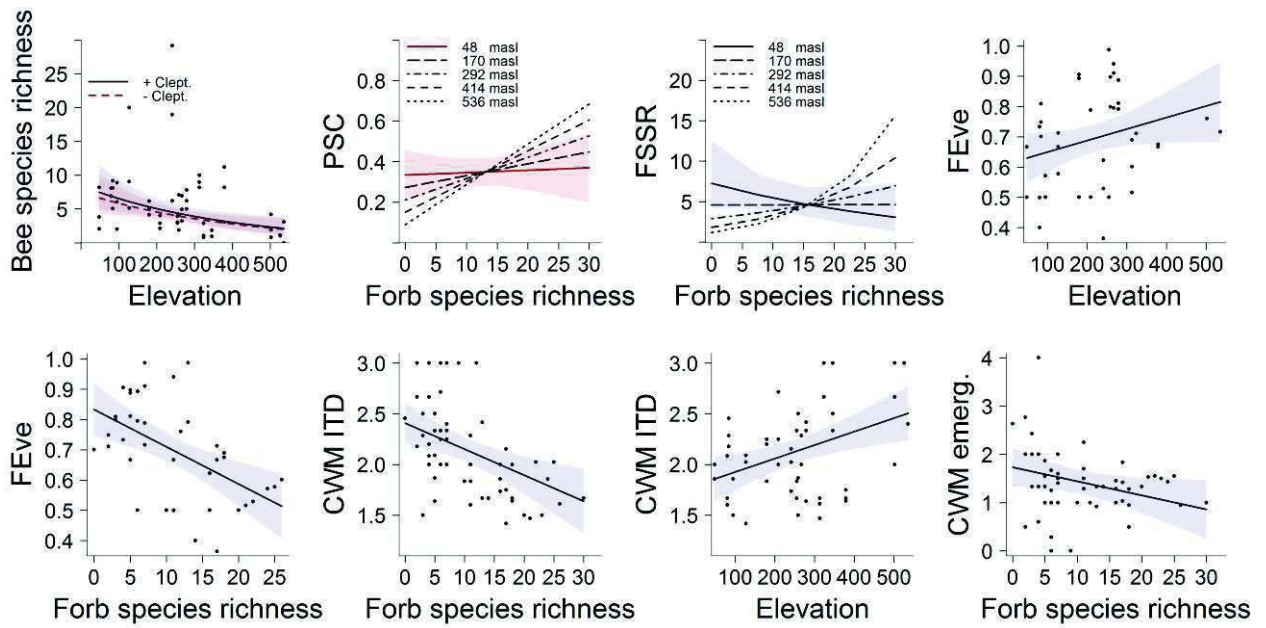 Bee species richness
25
20
15
10
5
+ Clept.
- Clept.
100 200 300 400 500
Elevation
PSC
0.8
0.6
0.4
0.2
48 masl
170 masl
292 masl
414 masl
536 masl
0 5 10 15 20 25 30
Forb species richness
FSSR
20
15
10
5
48 masl
170 masl
292 masl
414 masl
536 masl
0 5 10 15 20 25 30
Forb species richness
FEve
1.0
0.9
0.8
0.7
0.6
0.5
0.4
100 200 300 400 500
Elevation
FEve
1.0
0.9
0.8
0.7
0.6
0.5
0.4
0 5 10 15 20 25
Forb species richness
CWM ITD
3.0
2.5
2.0
1.5
0 5 10 15 20 25 30
Forb species richness
CWM ITD
3.0
2.5
2.0
1.5
100 200 300 400 500
Elevation
CWM emerg.
4
3
2
1
0
0 5 10 15 20 25 30
Forb species richness